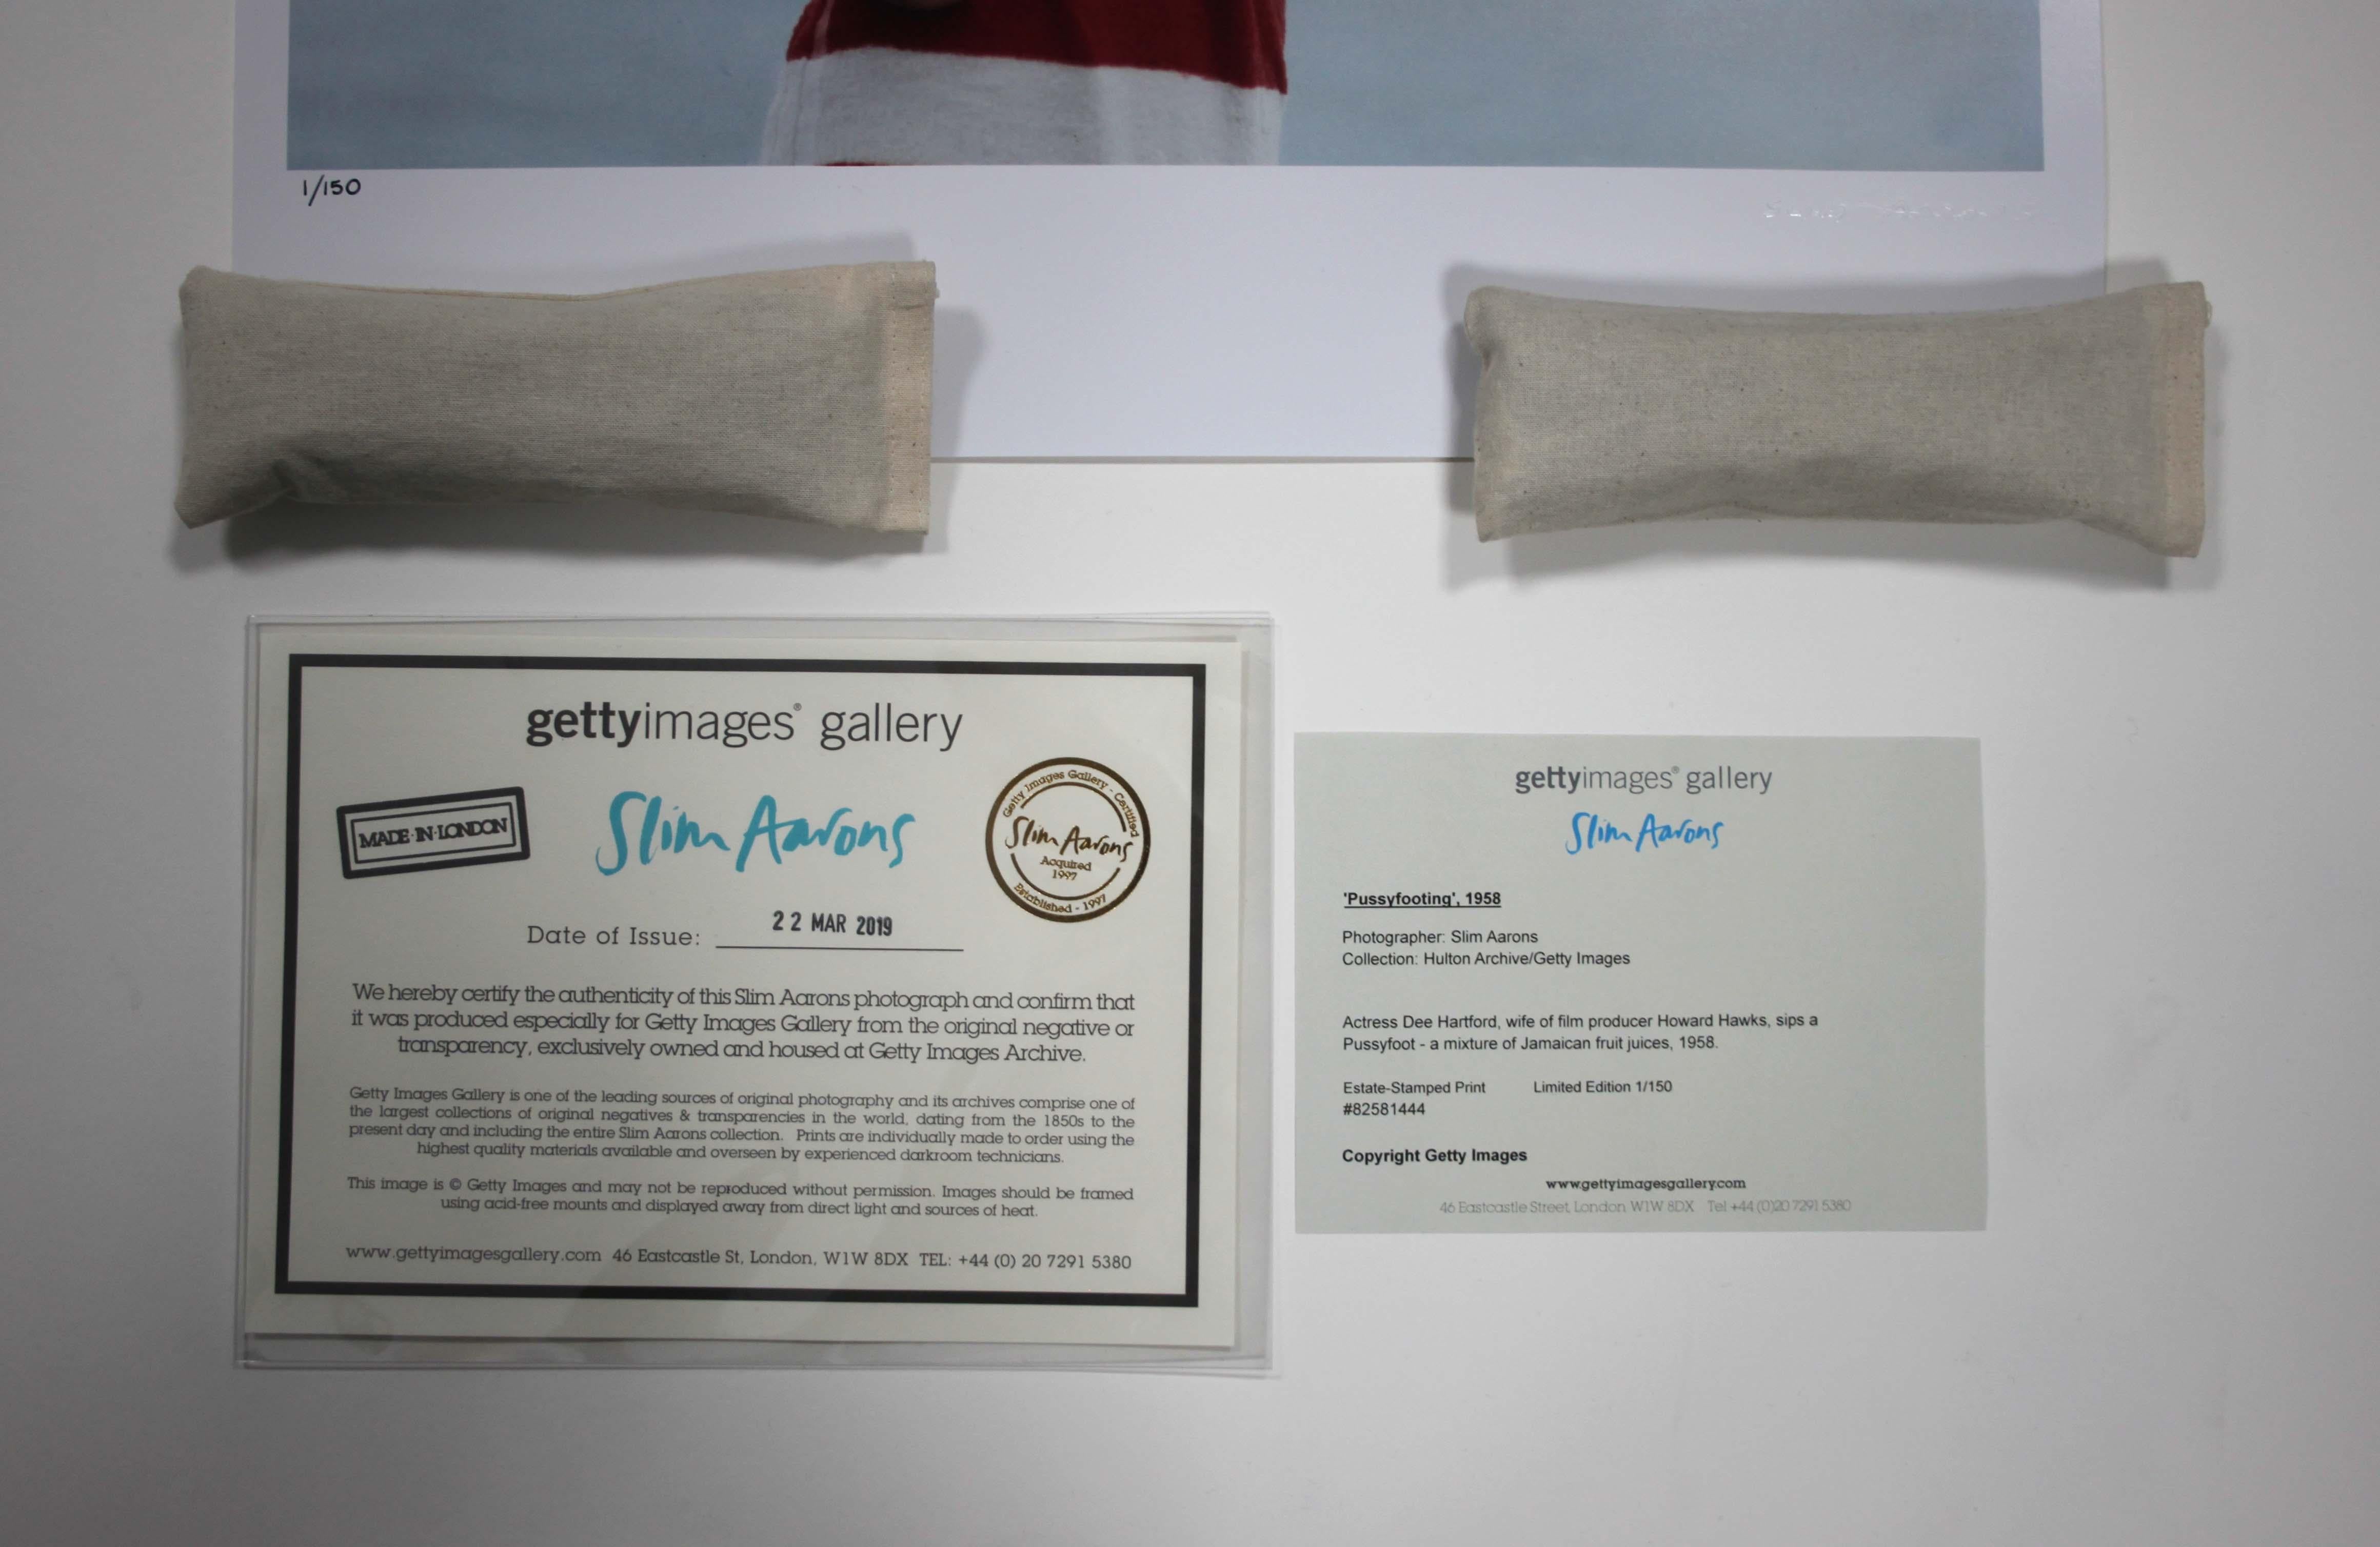 1/150
gettyimages® gallery
MADE·IN·LONDON
Slim Aarons
Getty Images Gallery - Certified
Slim Aarons
Acquired
1997
Established - 1997
Date of Issue: 22 MAR 2019
We hereby certify the authenticity of this Slim Aarons photograph and confirm that
it was produced especially for Getty Images Gallery from the original negative or
transparency, exclusively owned and housed at Getty Images Archive.
Getty Images Gallery is one of the leading sources of original photography and its archives comprise one of
the largest collections of original negatives & transparencies in the world, dating from the 1850s to the
present day and including the entire Slim Aarons collection. Prints are individually made to order using the
highest quality materials available and overseen by experienced darkroom technicians.
This image is © Getty Images and may not be reproduced without permission. Images should be framed
using acid-free mounts and displayed away from direct light and sources of heat.
www.gettyimagesgallery.com 46 Eastcastle St, London, W1W 8DX TEL: +44 (0) 20 7291 5380
gettyimages® gallery
Slim Aarons
'Pussyfooting', 1958
Photographer: Slim Aarons
Collection: Hulton Archive/Getty Images
Actress Dee Hartford, wife of film producer Howard Hawks, sips a
Pussyfoot - a mixture of Jamaican fruit juices, 1958.
Estate-Stamped Print Limited Edition 1/150
#82581444
Copyright Getty Images
www.gettyimagesgallery.com
46 Eastcastle Street, London W1W 8DX Tel +44 (0)20 7291 5380